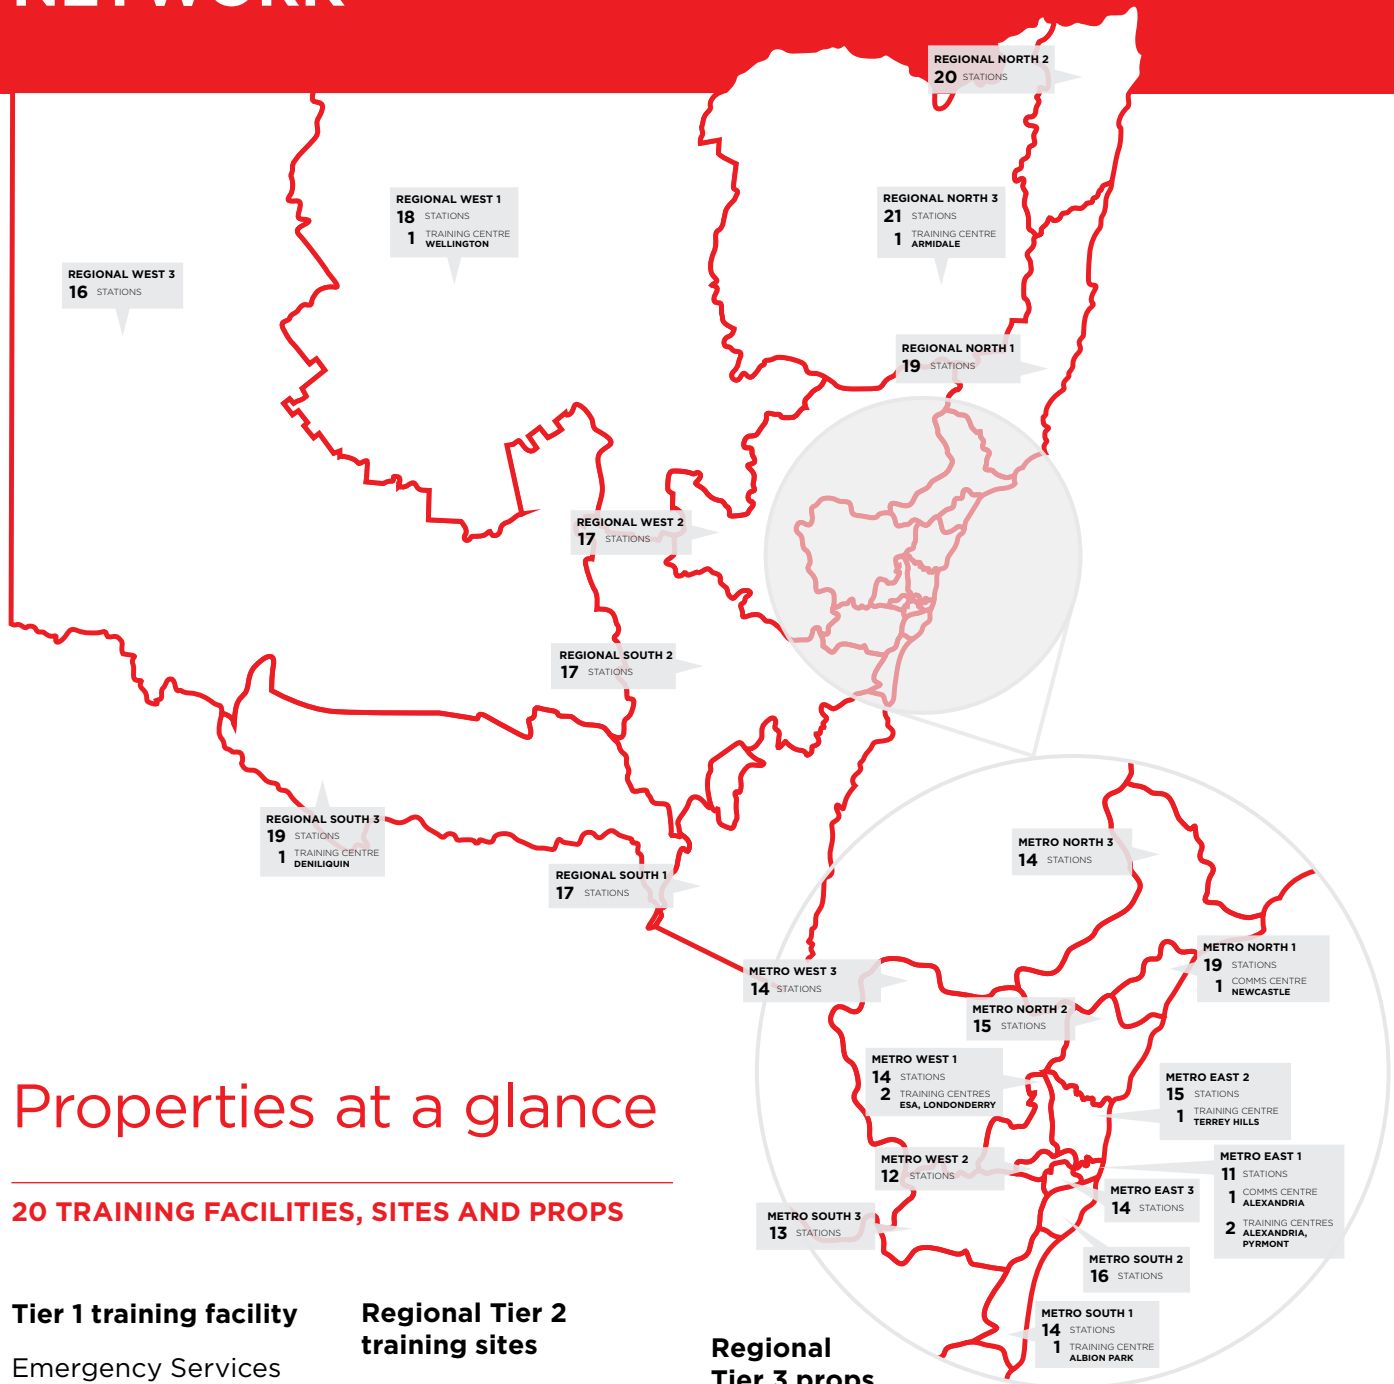 NETWORK
REGIONAL NORTH 2
20 STATIONS
REGIONAL WEST 1
18 STATIONS
1 TRAINING CENTRE
WELLINGTON
REGIONAL NORTH 3
21 STATIONS
1 TRAINING CENTRE
ARMIDALE
REGIONAL WEST 3
16 STATIONS
REGIONAL NORTH 1
19 STATIONS
REGIONAL WEST 2
17 STATIONS
REGIONAL SOUTH 2
17 STATIONS
REGIONAL SOUTH 3
19 STATIONS
1 TRAINING CENTRE
DENILIQUIN
REGIONAL SOUTH 1
17 STATIONS
METRO NORTH 3
14 STATIONS
METRO NORTH 1
19 STATIONS
1 COMMS CENTRE
NEWCASTLE
METRO WEST 3
14 STATIONS
METRO NORTH 2
15 STATIONS
METRO WEST 1
14 STATIONS
2 TRAINING CENTRES
ESA, LONDONDERRY
METRO EAST 2
15 STATIONS
1 TRAINING CENTRE
TERREY HILLS
METRO WEST 2
12 STATIONS
METRO EAST 1
11 STATIONS
1 COMMS CENTRE
ALEXANDRIA
2 TRAINING CENTRES
ALEXANDRIA,
PYRMONT
METRO EAST 3
14 STATIONS
METRO SOUTH 3
13 STATIONS
METRO SOUTH 2
16 STATIONS
METRO SOUTH 1
14 STATIONS
1 TRAINING CENTRE
ALBION PARK
Properties at a glance
20 TRAINING FACILITIES, SITES AND PROPS
Tier 1 training facility
Emergency Services
Regional Tier 2
training sites
Regional
Tier 3 props